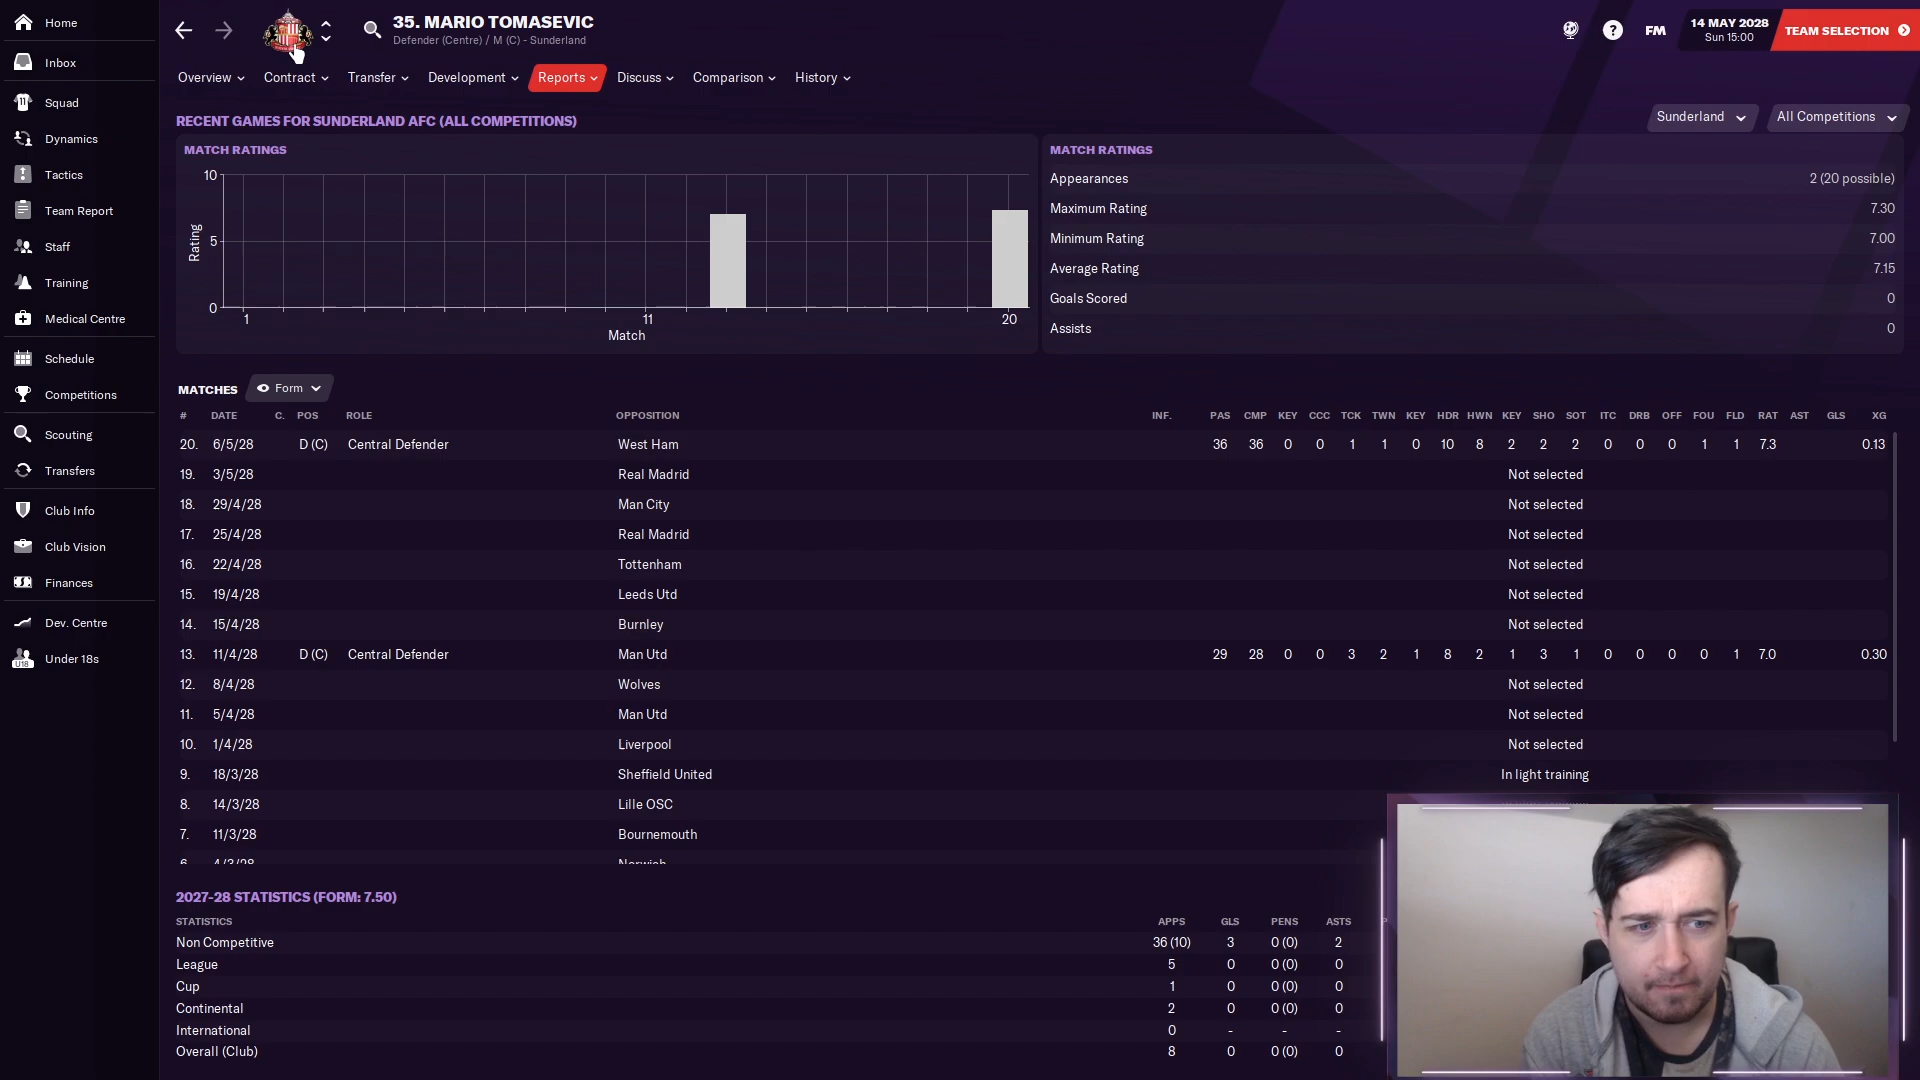 Home
Inbox
Squad
Dynamics
Tactics
Team Report
Staff
Training
Medical Centre
Schedule
Competitions
Scouting
Transfers
Club Info
Club Vision
Finances
Dev. Centre
Under 18s
35. MARIO TOMASEVIC
Defender (Centre) / M (C) - Sunderland
FM
14 MAY 2028
Sun 15:00
TEAM SELECTION
Overview Contract Transfer Development Reports Discuss Comparison History
RECENT GAMES FOR SUNDERLAND AFC (ALL COMPETITIONS)
Sunderland All Competitions
MATCH RATINGS
10
5
0
Rating
1 11 20
Match
MATCH RATINGS
Appearances 2 (20 possible)
Maximum Rating 7.30
Minimum Rating 7.00
Average Rating 7.15
Goals Scored 0
Assists 0
MATCHES Form
# DATE C. POS ROLE OPPOSITION INF. PAS CMP KEY CCC TCK TWN KEY HDR HWN KEY SHO SOT ITC DRB OFF FOU FLD RAT AST GLS XG
20. 6/5/28 D (C) Central Defender West Ham 36 36 0 0 1 1 0 10 8 2 2 2 0 0 0 1 1 7.3 0.13
19. 3/5/28 Real Madrid Not selected
18. 29/4/28 Man City Not selected
17. 25/4/28 Real Madrid Not selected
16. 22/4/28 Tottenham Not selected
15. 19/4/28 Leeds Utd Not selected
14. 15/4/28 Burnley Not selected
13. 11/4/28 D (C) Central Defender Man Utd 29 28 0 0 3 2 1 8 2 1 3 1 0 0 0 0 1 7.0 0.30
12. 8/4/28 Wolves Not selected
11. 5/4/28 Man Utd Not selected
10. 1/4/28 Liverpool Not selected
9. 18/3/28 Sheffield United In light training
8. 14/3/28 Lille OSC
7. 11/3/28 Bournemouth
6. 4/3/28 Norwich
2027-28 STATISTICS (FORM: 7.50)
STATISTICS APPS GLS PENS ASTS
Non Competitive 36 (10) 3 0 (0) 2
League 5 0 0 (0) 0
Cup 1 0 0 (0) 0
Continental 2 0 0 (0) 0
International 0 - - -
Overall (Club) 8 0 0 (0) 0